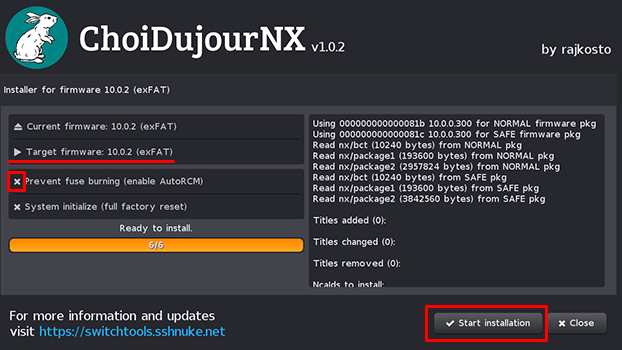 ChoiDujourNX v1.0.2
by rajkosto
Installer for firmware 10.0.2 (exFAT)
Current firmware: 10.0.2 (exFAT)
Target firmware: 10.0.2 (exFAT)
Prevent fuse burning (enable AutoRCM)
System initialize (full factory reset)
Ready to install.
6/6
Using 000000000000081b 10.0.0.300 for NORMAL firmware pkg
Using 000000000000081c 10.0.0.300 for SAFE firmware pkg
Read nx/bct (10240 bytes) from NORMAL pkg
Read nx/package1 (193600 bytes) from NORMAL pkg
Read nx/package2 (2957824 bytes) from NORMAL pkg
Read nx/bct (10240 bytes) from SAFE pkg
Read nx/package1 (193600 bytes) from SAFE pkg
Read nx/package2 (3842560 bytes) from SAFE pkg
Titles added (0):
Titles changed (0):
Titles removed (0):
Ncalds to install:
For more information and updates
visit https://switchtools.sshnuke.net
Start installation
Close